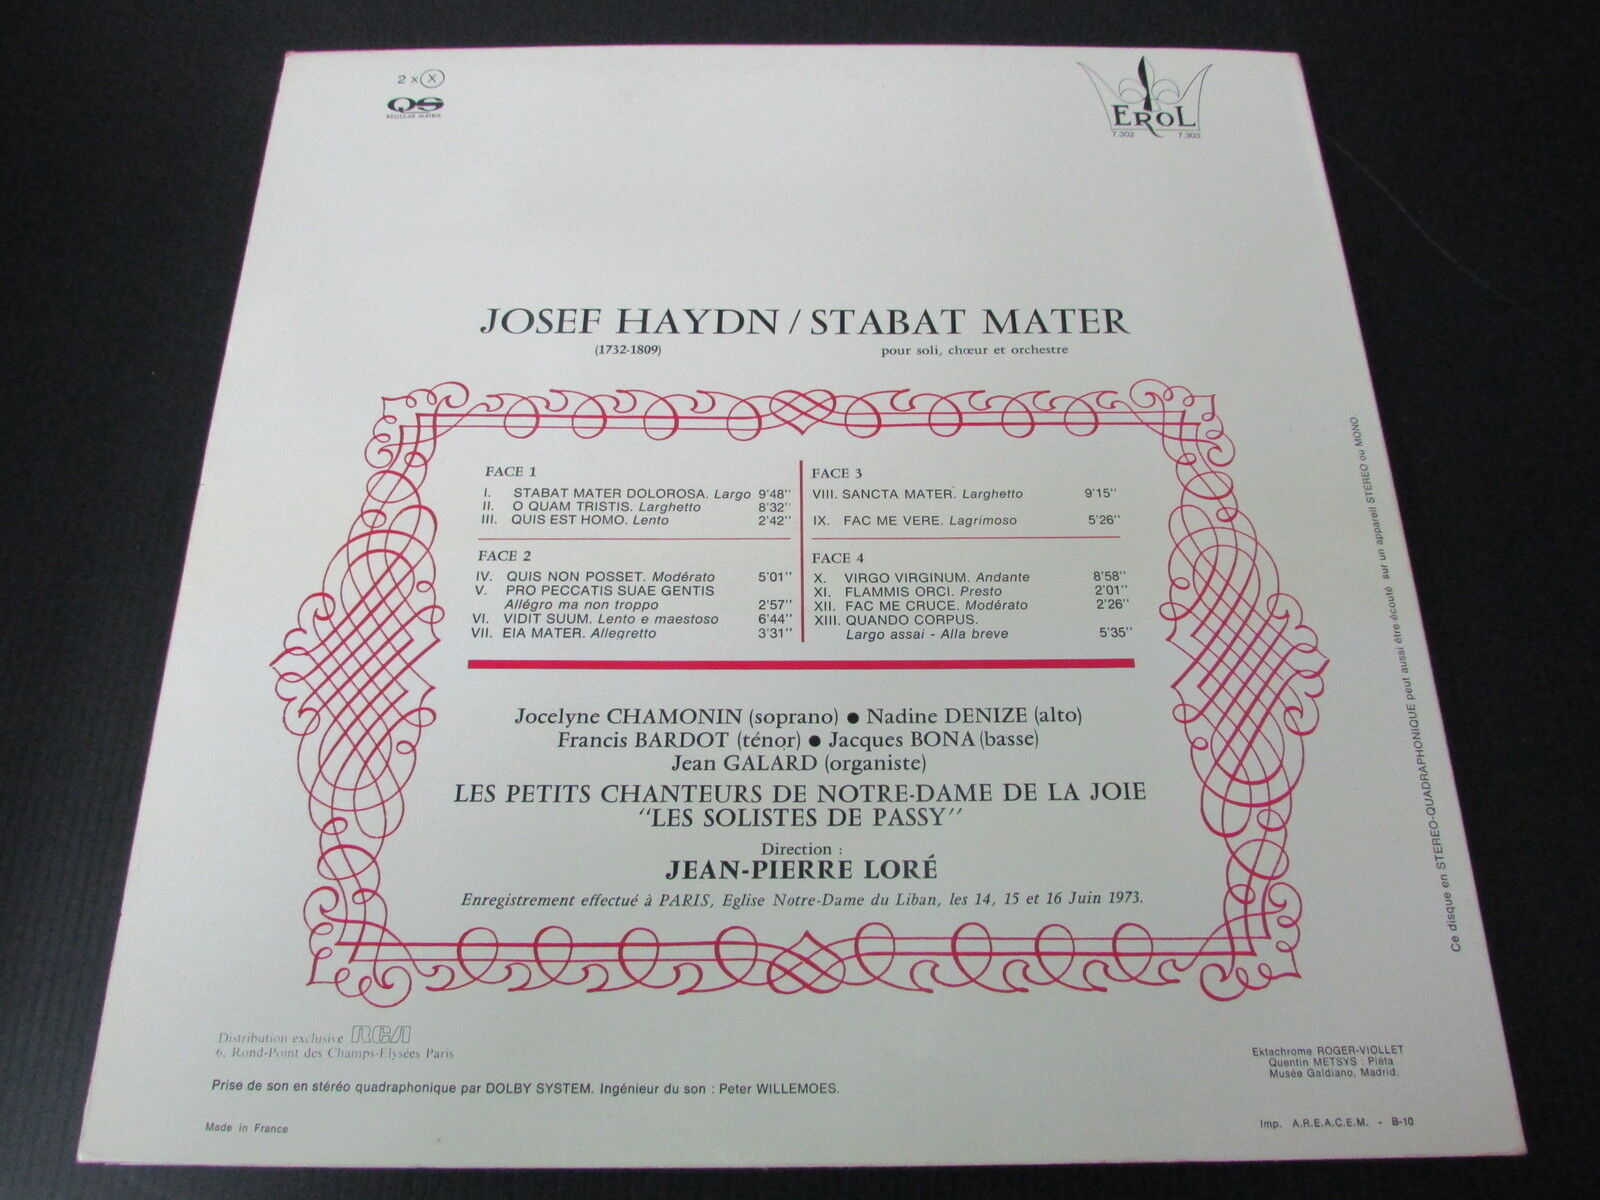 2 x X
QS
REGULAR MATRIX
EROL
7.302 7.303
JOSEF HAYDN / STABAT MATER
(1732-1809) pour soli, chœur et orchestre
FACE 1
I. STABAT MATER DOLOROSA. Largo 9'48''
II. O QUAM TRISTIS. Larghetto 8'32''
III. QUIS EST HOMO. Lento 2'42''
FACE 2
IV. QUIS NON POSSET. Modérato 5'01''
V. PRO PECCATIS SUAE GENTIS
Allégro ma non troppo 2'57''
VI. VIDIT SUUM. Lento e maestoso 6'44''
VII. EIA MATER. Allegretto 3'31''
FACE 3
VIII. SANCTA MATER. Larghetto 9'15''
IX. FAC ME VERE. Lagrimoso 5'26''
FACE 4
X. VIRGO VIRGINUM. Andante 8'58''
XI. FLAMMIS ORCI. Presto 2'01''
XII. FAC ME CRUCE. Modérato 2'26''
XIII. QUANDO CORPUS.
Largo assai - Alla breve 5'35''
Jocelyne CHAMONIN (soprano) ● Nadine DENIZE (alto)
Francis BARDOT (ténor) ● Jacques BONA (basse)
Jean GALARD (organiste)
LES PETITS CHANTEURS DE NOTRE-DAME DE LA JOIE
"LES SOLISTES DE PASSY"
Direction :
JEAN-PIERRE LORÉ
Enregistrement effectué à PARIS, Eglise Notre-Dame du Liban, les 14, 15 et 16 Juin 1973.
Ce disque en STEREO-QUADRAPHONIQUE peut aussi être écouté sur un appareil STEREO ou MONO.
Distribution exclusive RCA
6, Rond-Point des Champs-Elysées Paris
Prise de son en stéréo quadraphonique par DOLBY SYSTEM. Ingénieur du son : Peter WILLEMOES.
Made in France
Ektachrome ROGER-VIOLLET
Quentin METSYS : Piéta
Musée Galdiano, Madrid.
Imp. A.R.E.A.C.E.M. - B-10